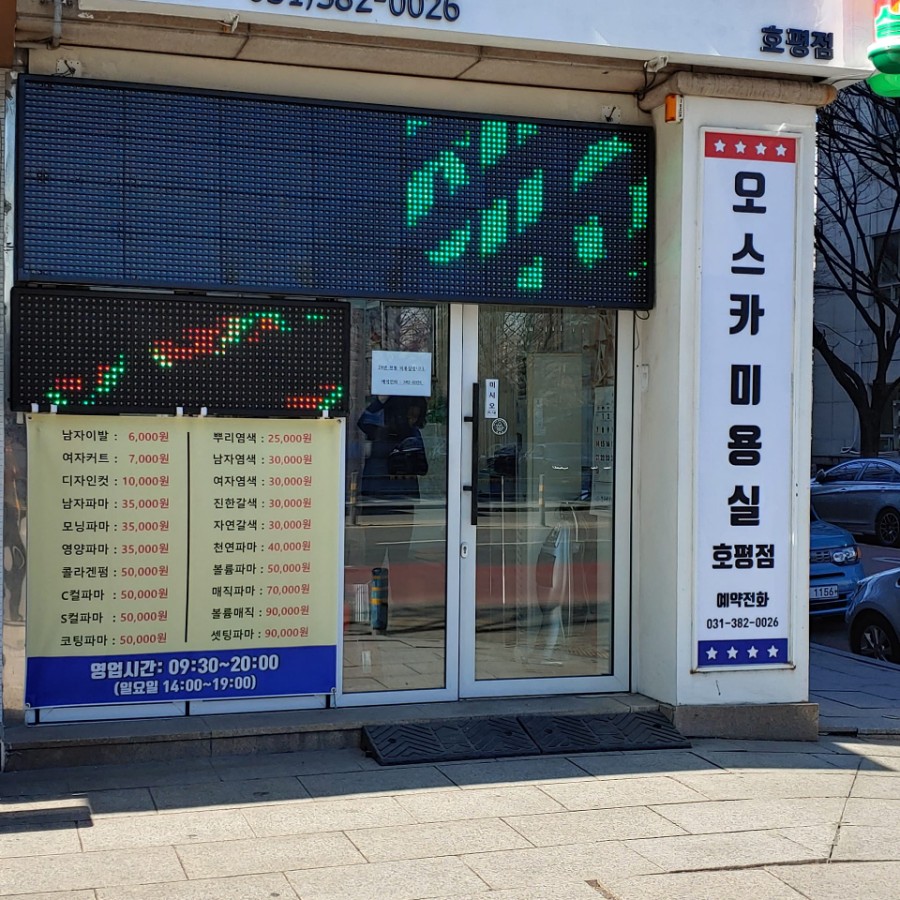 031)382-0026
호평점
남자이발 : 6,000원
여자커트 : 7,000원
디자인컷 : 10,000원
남자파마 : 35,000원
모닝파마 : 35,000원
영양파마 : 35,000원
콜라겐펌 : 50,000원
C컬파마 : 50,000원
S컬파마 : 50,000원
코팅파마 : 50,000원
뿌리염색 : 25,000원
남자염색 : 30,000원
여자염색 : 30,000원
진한갈색 : 30,000원
자연갈색 : 30,000원
천연파마 : 40,000원
볼륨파마 : 50,000원
매직파마 : 70,000원
볼륨매직 : 90,000원
셋팅파마 : 90,000원
영업시간: 09:30~20:00
(일요일 14:00~19:00)
미시오
오스카 미용실
호평점
예약전화
031-382-0026
1156